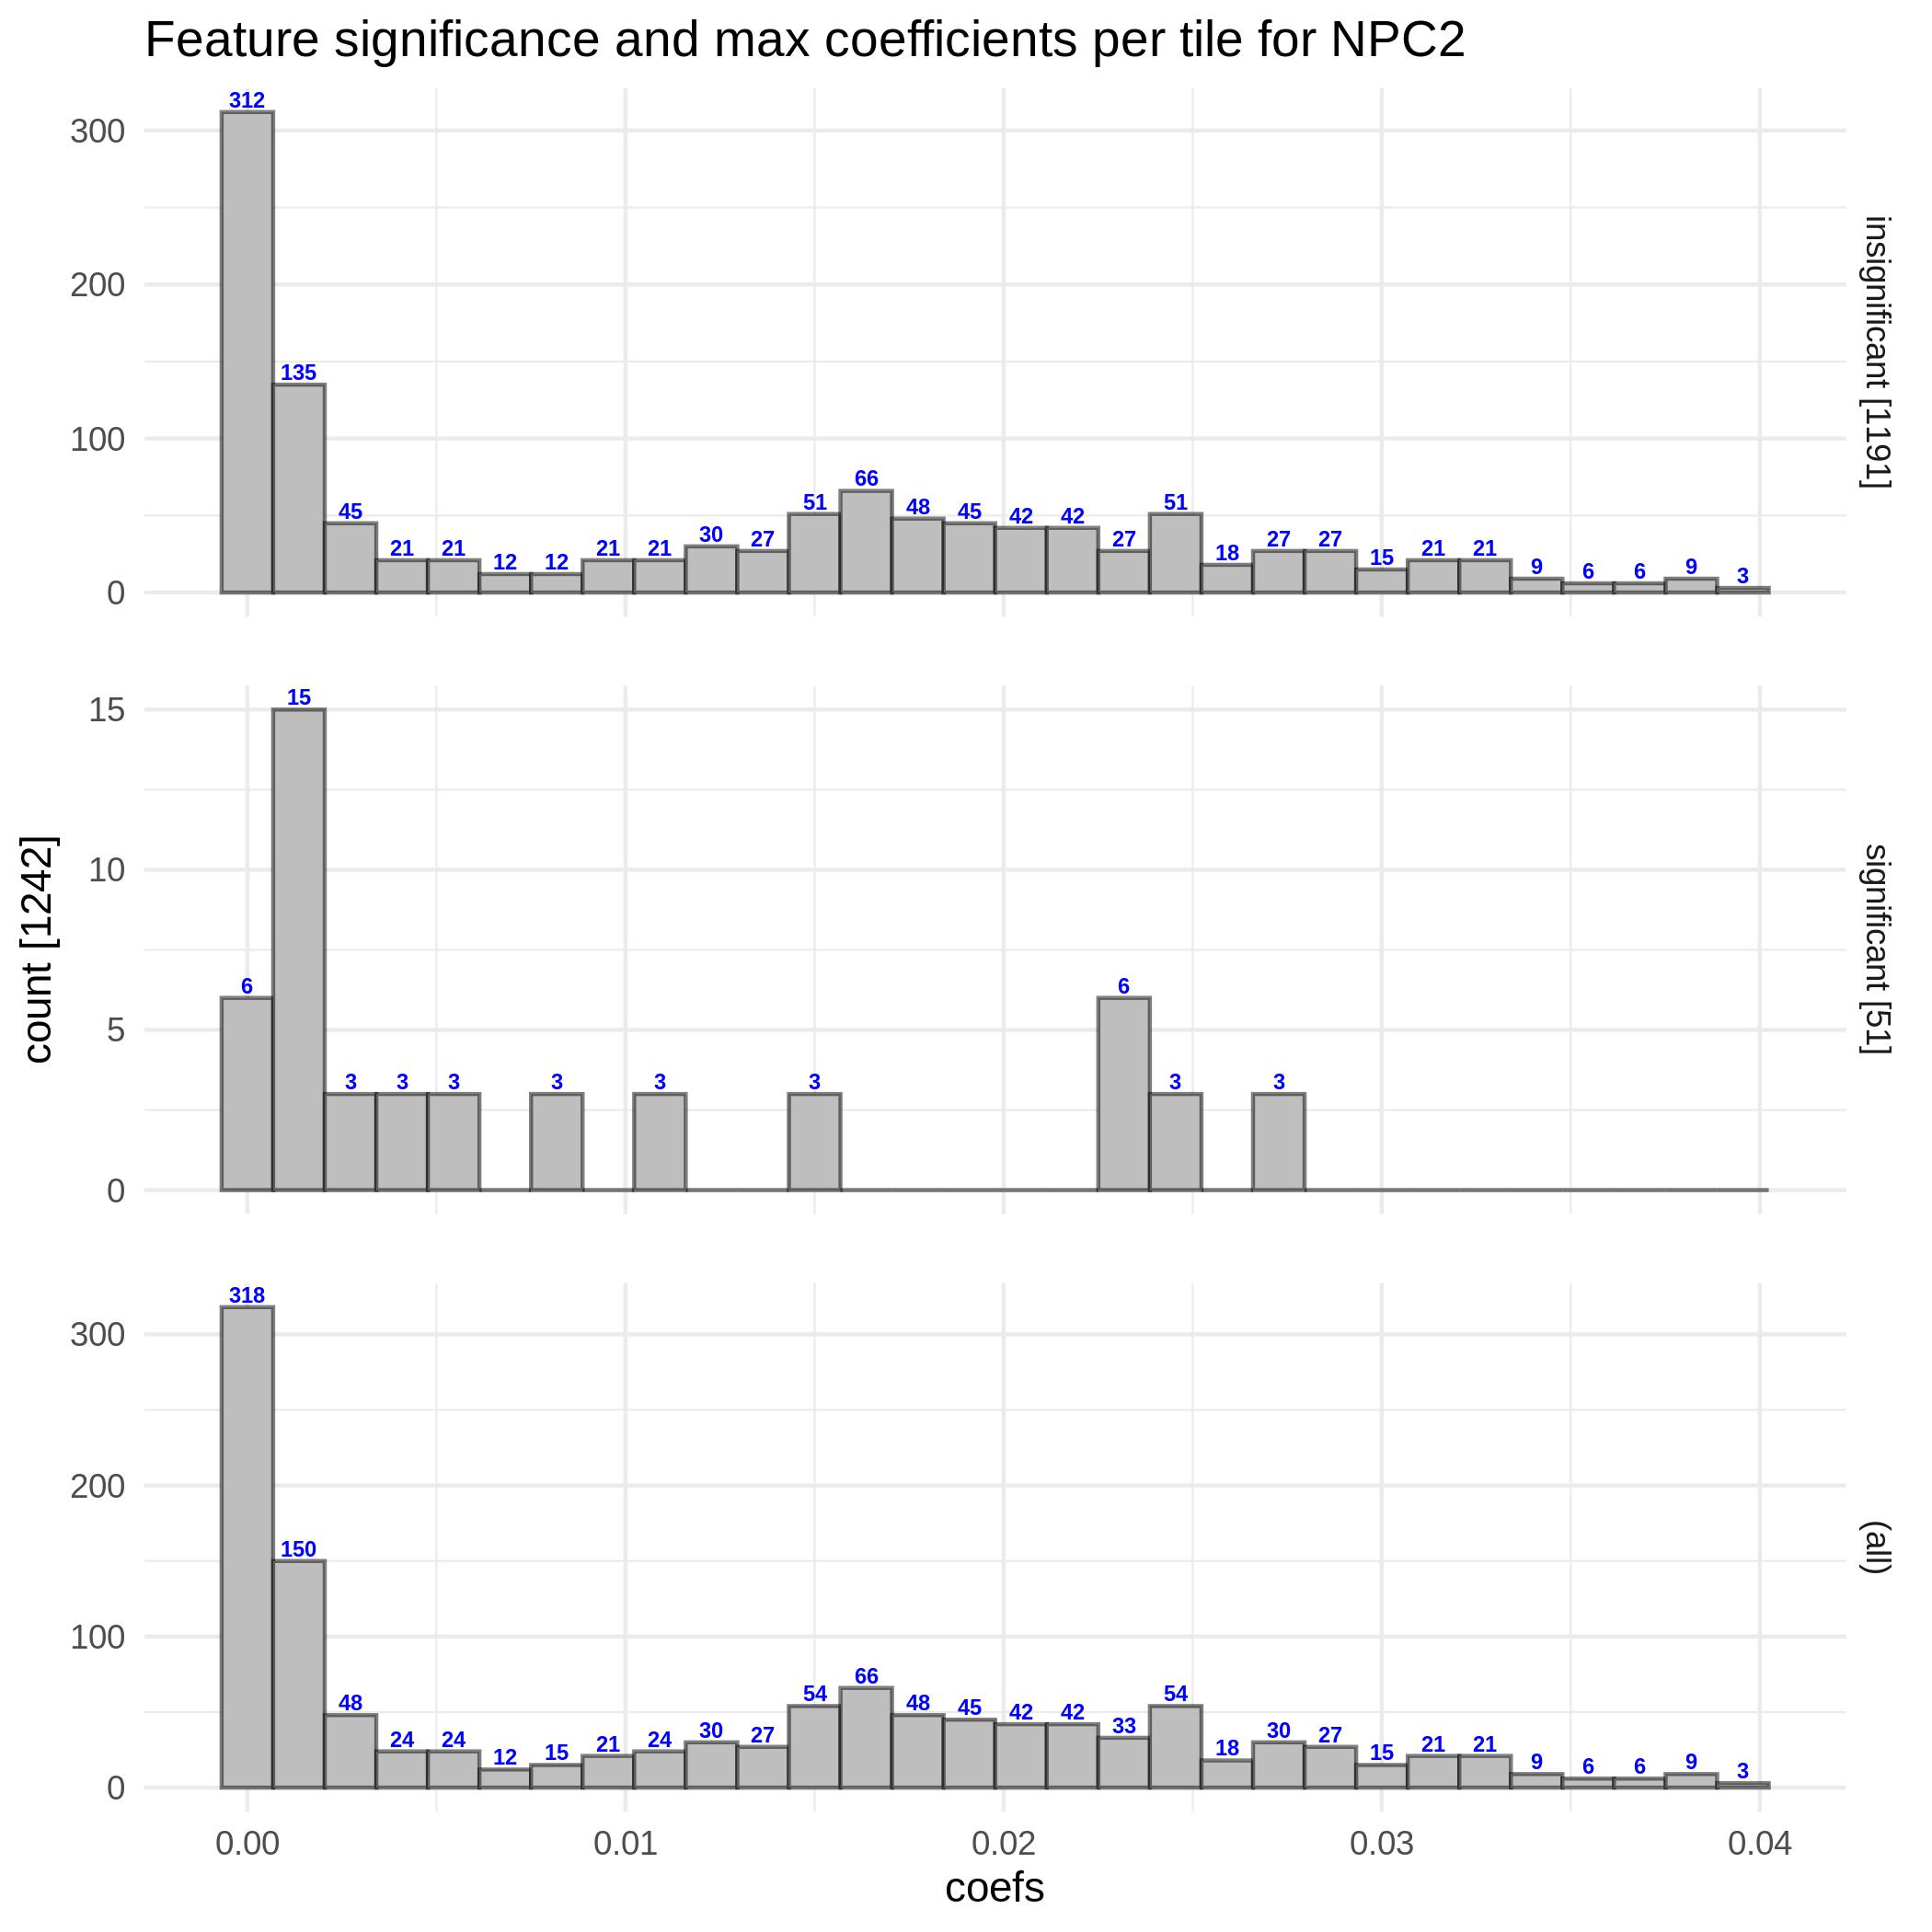 Feature significance and max coefficients per tile for NPC2
312
300
200
135
100
45 21 21 12 12 21 21 30 27 51 66 48 45 42 42 27 51 18 27 27 15 21 21 9 6 6 9 3
0
insignificant [1191]
15
15
10
6 6
5
3 3 3 3 3 3 3 3
0
significant [51]
count [1242]
318
300
200
150
100
48 24 24 12 15 21 24 30 27 54 66 48 45 42 42 33 54 18 30 27 15 21 21 9 6 6 9 3
0
(all)
0.00 0.01 0.02 0.03 0.04
coefs